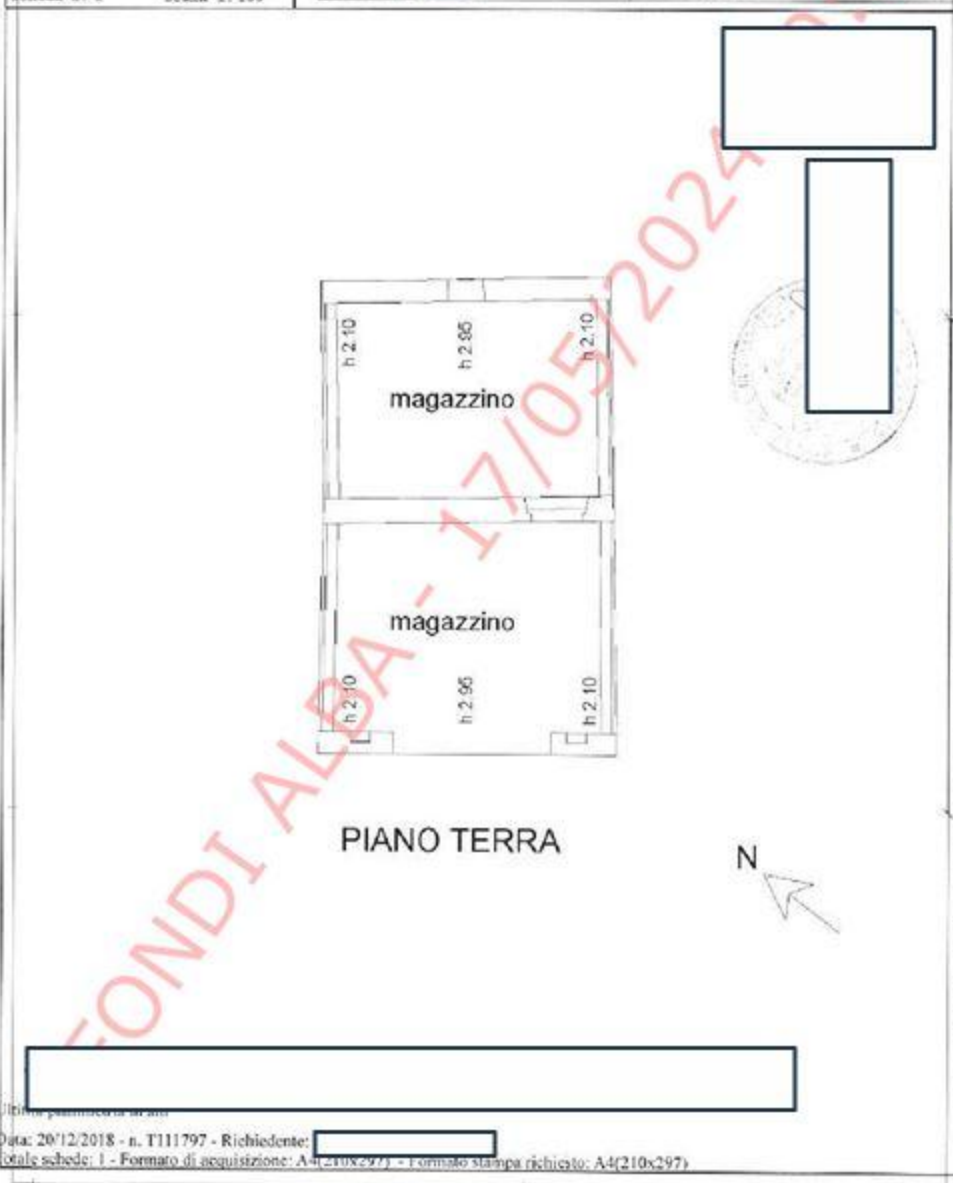 h 2.10
h 2.95
h 2.10
magazzino
magazzino
h 2.10
h 2.95
h 2.10
PIANO TERRA
N
FONDI ALBA - 17/05/2024
Data: 20/12/2018 - n. T111797 - Richiedente:
Totale schede: 1 - Formato di acquisizione: A4(210x297) - Formato stampa richiesto: A4(210x297)